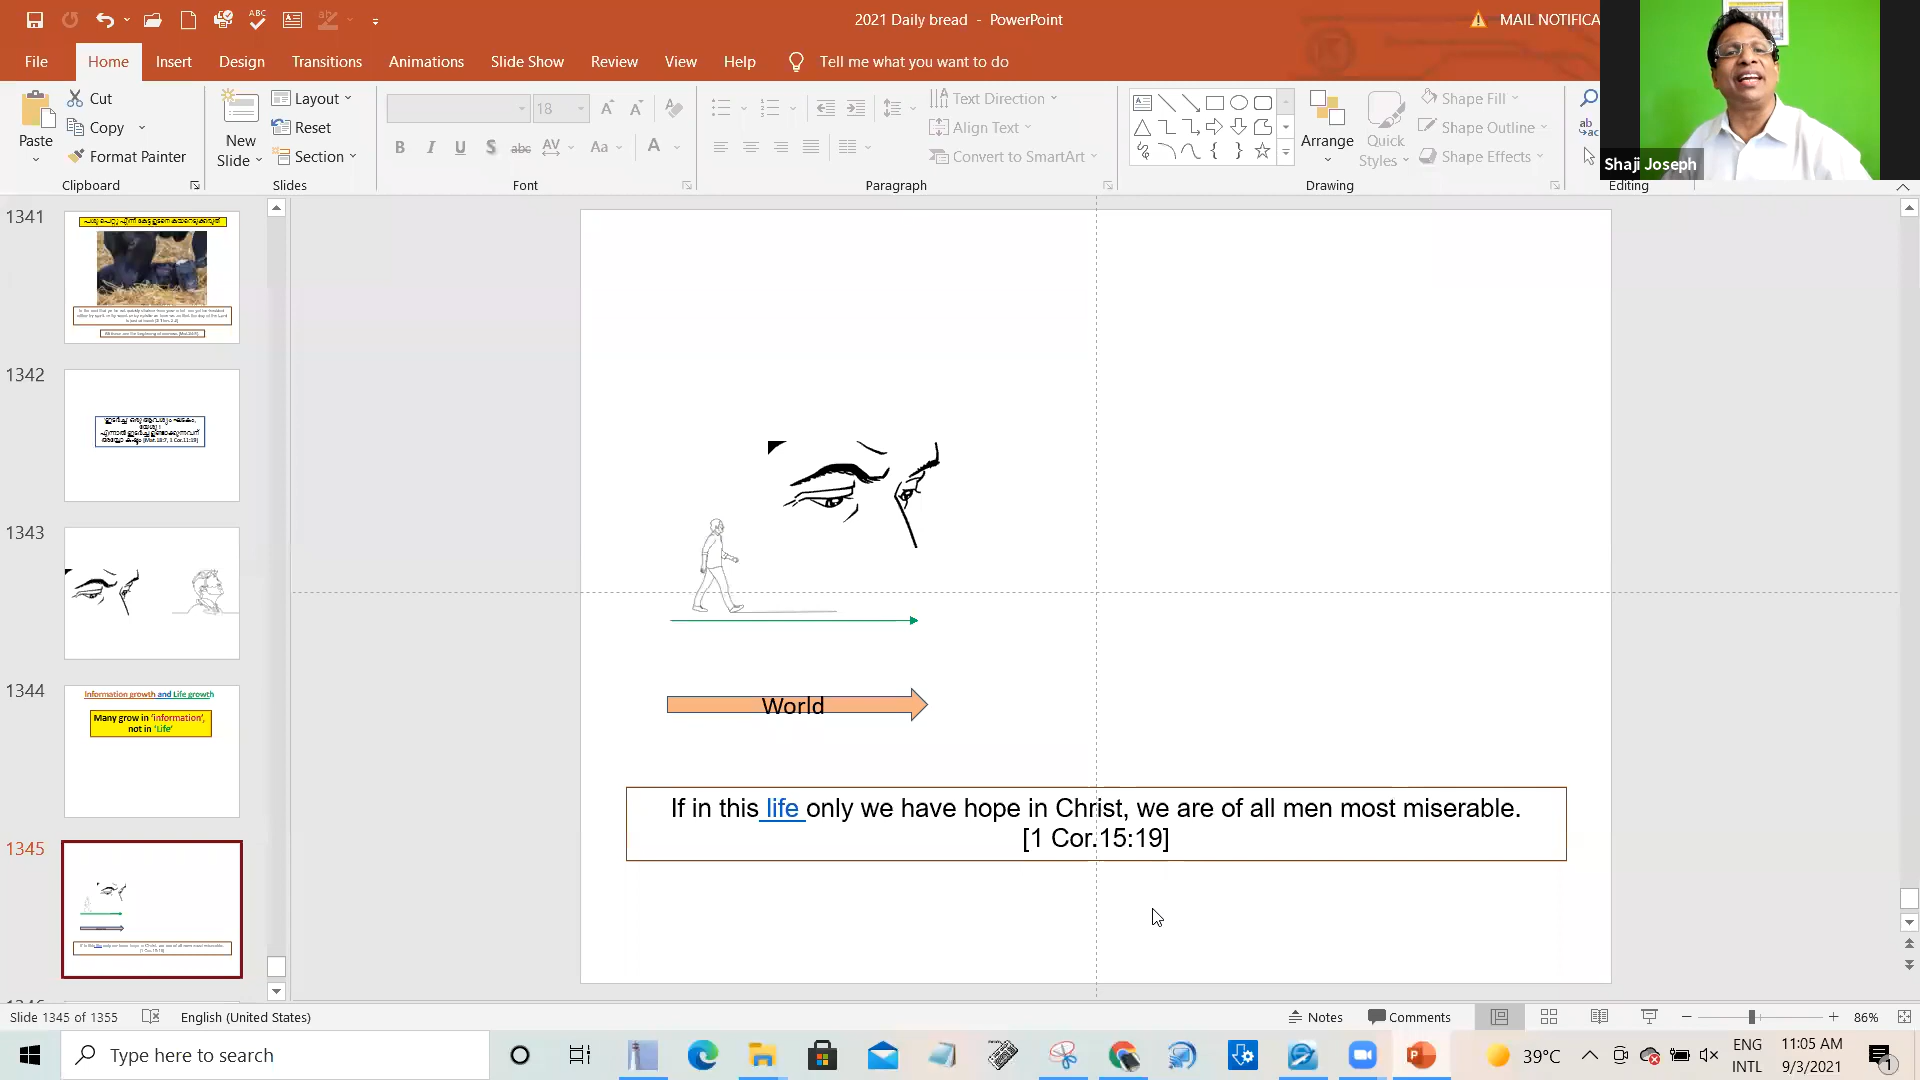 2021 Daily bread - PowerPoint
MAIL NOTIFICA
File Home Insert Design Transitions Animations Slide Show Review View Help Tell me what you want to do
Paste
Cut
Copy
Format Painter
Clipboard
New
Slide
Layout
Reset
Section
Slides
18
B I U S abc AV Aa A
Font
Text Direction
Align Text
Convert to SmartArt
Paragraph
Arrange
Quick
Styles
Shape Fill
Shape Outline
Shape Effects
Drawing
Editing
Shaji Joseph
1341
1342
1343
1344
Information growth and Life growth
Many grow in 'information',
not in 'Life'
1345
World
If in this life only we have hope in Christ, we are of all men most miserable.
[1 Cor.15:19]
Slide 1345 of 1355
English (United States)
Notes
Comments
86%
Type here to search
39°C
ENG
INTL
11:05 AM
9/3/2021
1